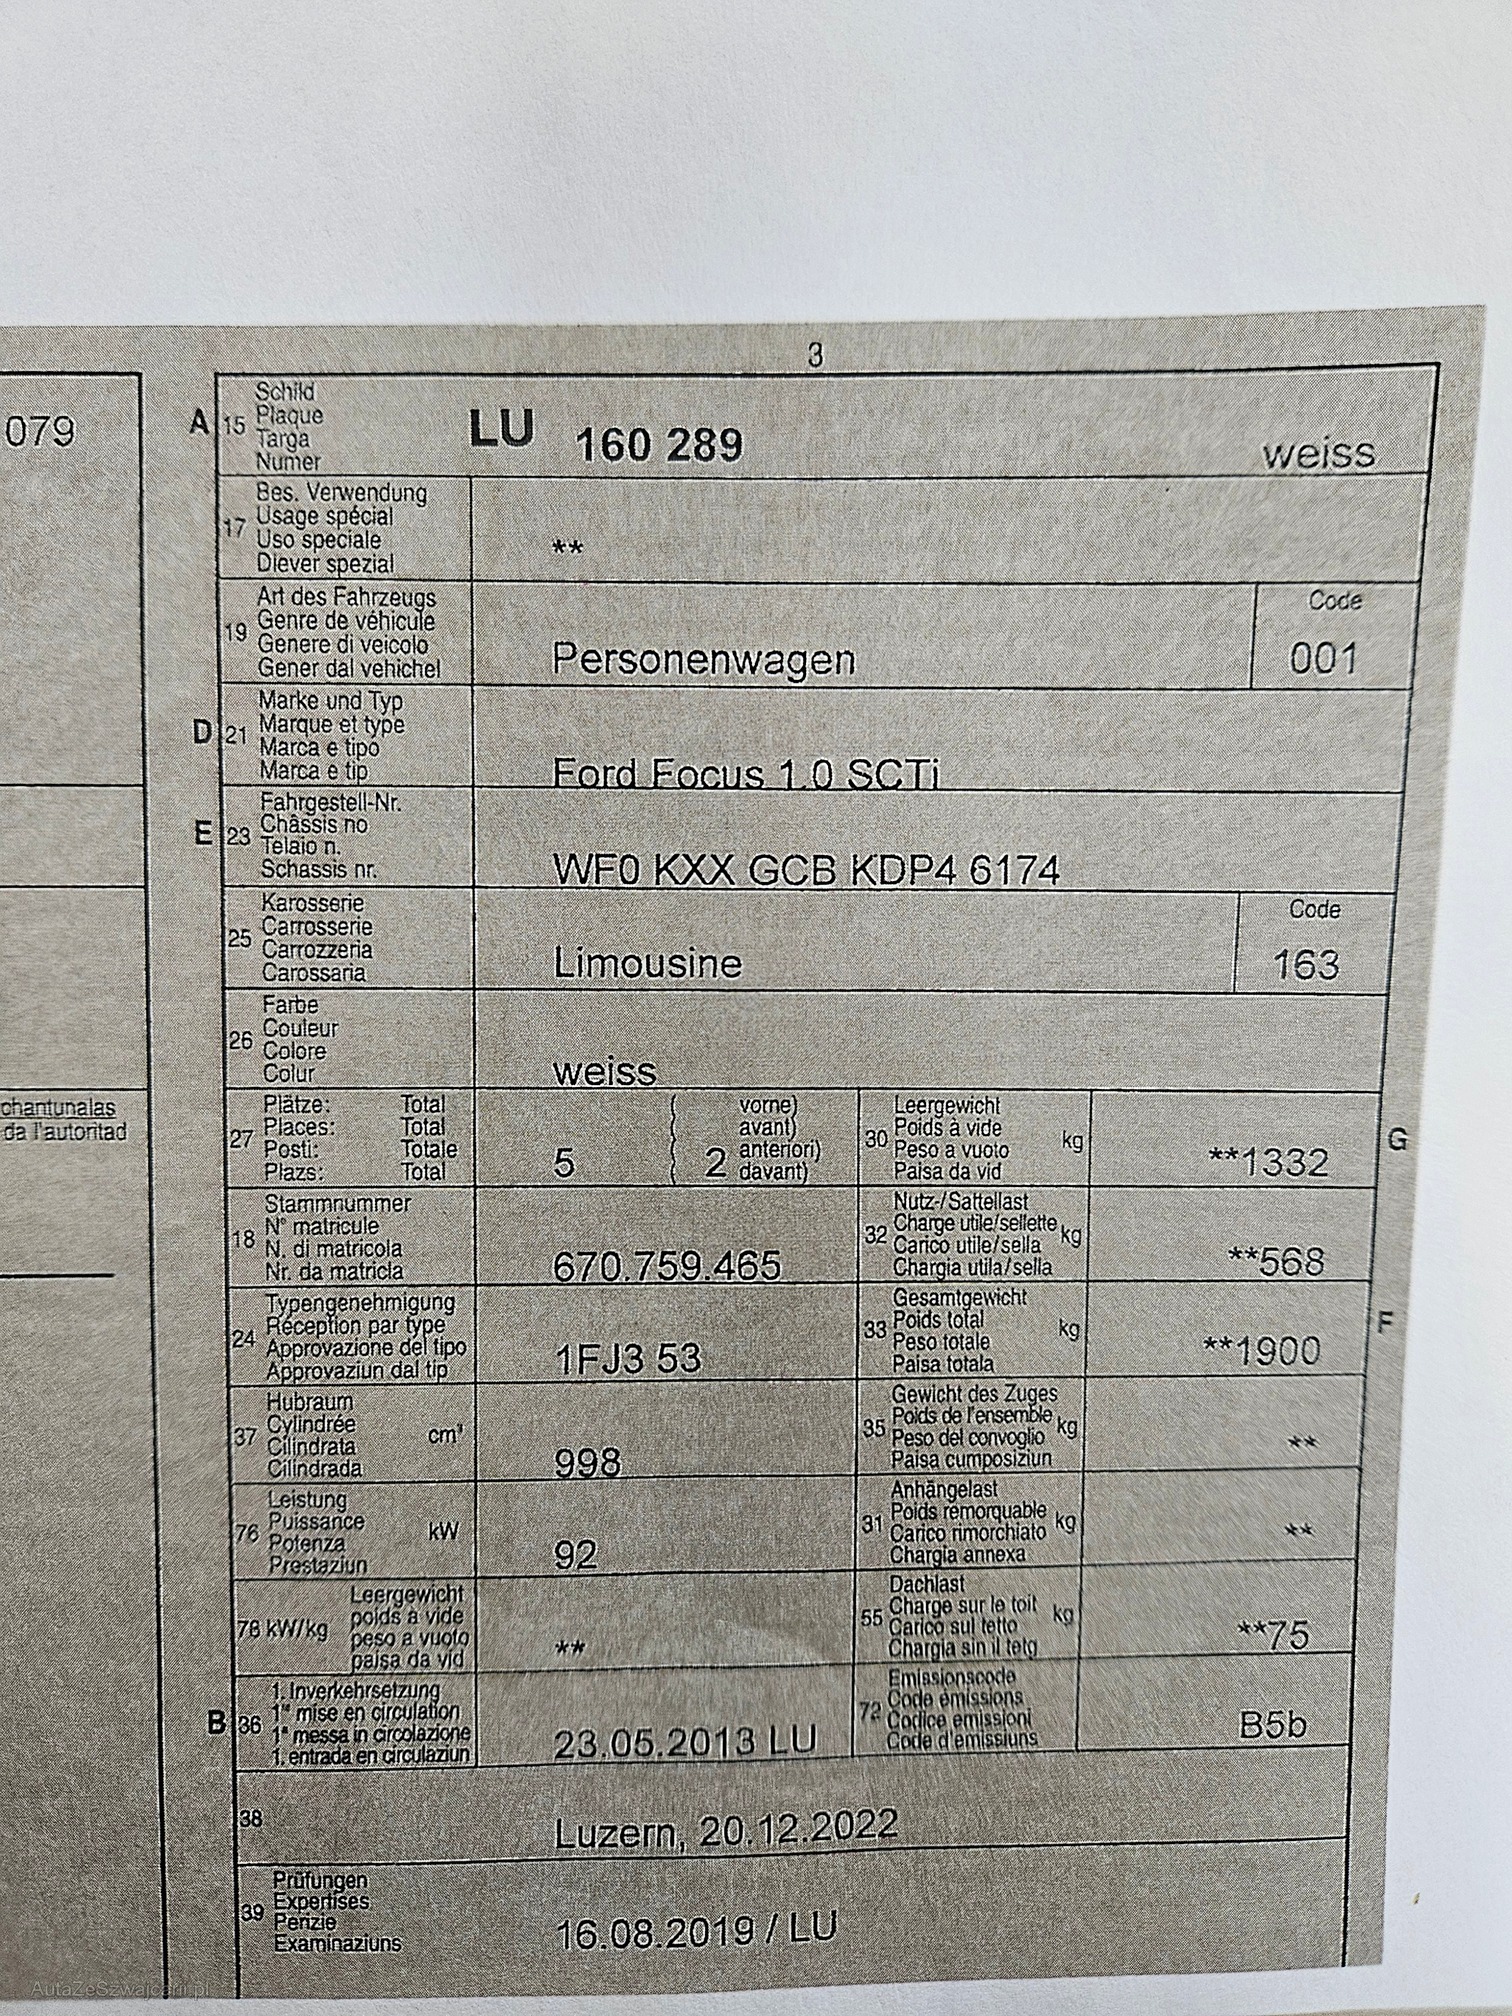 3
079
A 15 Schild
Plaque
Targa
Numer
LU 160 289 weiss
17 Bes. Verwendung
Usage spécial
Uso speciale
Diever spezial
**
19 Art des Fahrzeugs
Genre de véhicule
Genere di veicolo
Gener dal vehichel
Personenwagen
Code
001
D 21 Marke und Typ
Marque et type
Marca e tipo
Marca e tip
Ford Focus 1.0 SCTi
E 23 Fahrgestell-Nr.
Châssis no
Telaio n.
Schassis nr.
WF0 KXX GCB KDP4 6174
25 Karosserie
Carrosserie
Carrozzeria
Carossaria
Limousine
Code
163
26 Farbe
Couleur
Colore
Colur
weiss
chantunalas
da l'autoritad
27 Plätze: Total
Places: Total
Posti: Totale
Plazs: Total
5
( vorne)
( avant)
( 2 anteriori)
( davant)
30 Leergewicht
Poids à vide
Peso a vuoto
Paisa da vid
kg
**1332
G
18 Stammnummer
N° matricule
N. di matricola
Nr. da matricla
670.759.465
32 Nutz-/Sattellast
Charge utile/sellette
Carico utile/sella
Chargia utila/sella
kg
**568
24 Typengenehmigung
Réception par type
Approvazione del tipo
Approvaziun dal tip
1FJ3 53
33 Gesamtgewicht
Poids total
Peso totale
Paisa totala
kg
**1900
F
37 Hubraum
Cylindrée
Cilindrata
Cilindrada
cm³
998
35 Gewicht des Zuges
Poids de l'ensemble
Peso del convoglio
Paisa cumposiziun
kg
**
76 Leistung
Puissance
Potenza
Prestaziun
kW
92
31 Anhängelast
Poids remorquable
Carico rimorchiato
Chargia annexa
kg
**
78 kW/kg
Leergewicht
poids à vide
peso a vuoto
paisa da vid
**
55 Dachlast
Charge sur le toit
Carico sul tetto
Chargia sin il tetg
kg
**75
B 36 1. Inverkehrsetzung
1re mise en circulation
1a messa in circolazione
1. entrada en circulaziun
23.05.2013 LU
72 Emissionscode
Code émissions
Codice emissioni
Code d'emissiuns
B5b
38
Luzern, 20.12.2022
39 Prüfungen
Expertises
Perizie
Examinaziuns
16.08.2019 / LU
AutaZeSzwajcarii.pl